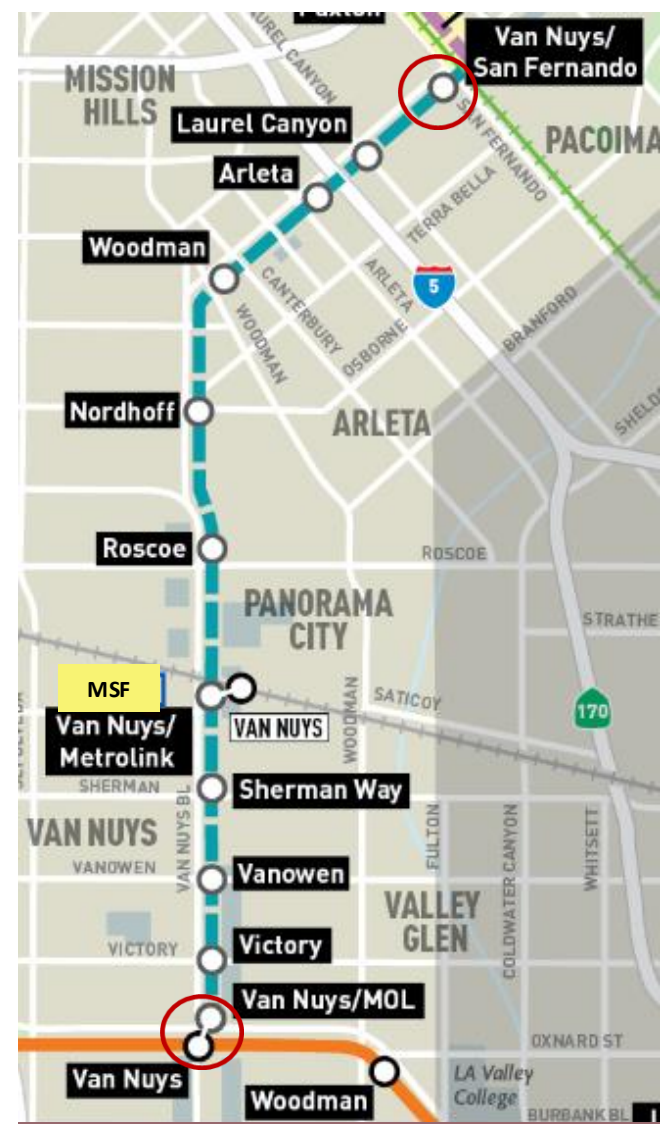 Paxton
LAUREL CANYON
Van Nuys/
San Fernando
MISSION
HILLS
Laurel Canyon
SAN FERNANDO
PACOIMA
Arleta
TERRA BELLA
Woodman
CANTERBURY
ARLETA
5
WOODMAN
OSBORNE
BRANFORD
Nordhoff
ARLETA
Roscoe
ROSCOE
PANORAMA
CITY
MSF
WOODMAN
SATICOY
170
Van Nuys/
Metrolink
VAN NUYS
SHERMAN
Sherman Way
VAN NUYS BL
VAN NUYS
VANOWEN
Vanowen
FULTON
COLDWATER CANYON
WHITSETT
VALLEY
GLEN
VICTORY
Victory
Van Nuys/MOL
OXNARD ST
Van Nuys
Woodman
LA Valley
College
BURBANK BL